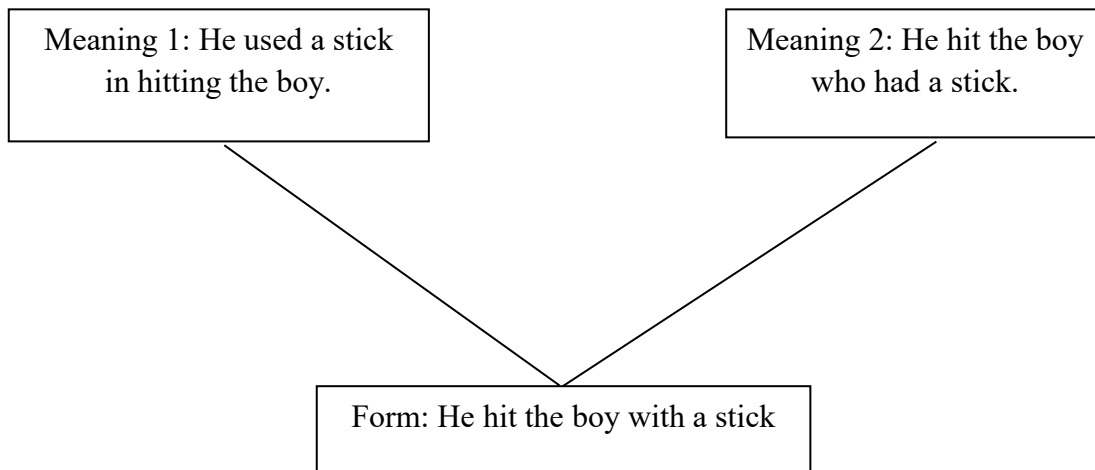 Meaning 1: He used a stick
in hitting the boy.
Meaning 2: He hit the boy
who had a stick.
Form: He hit the boy with a stick